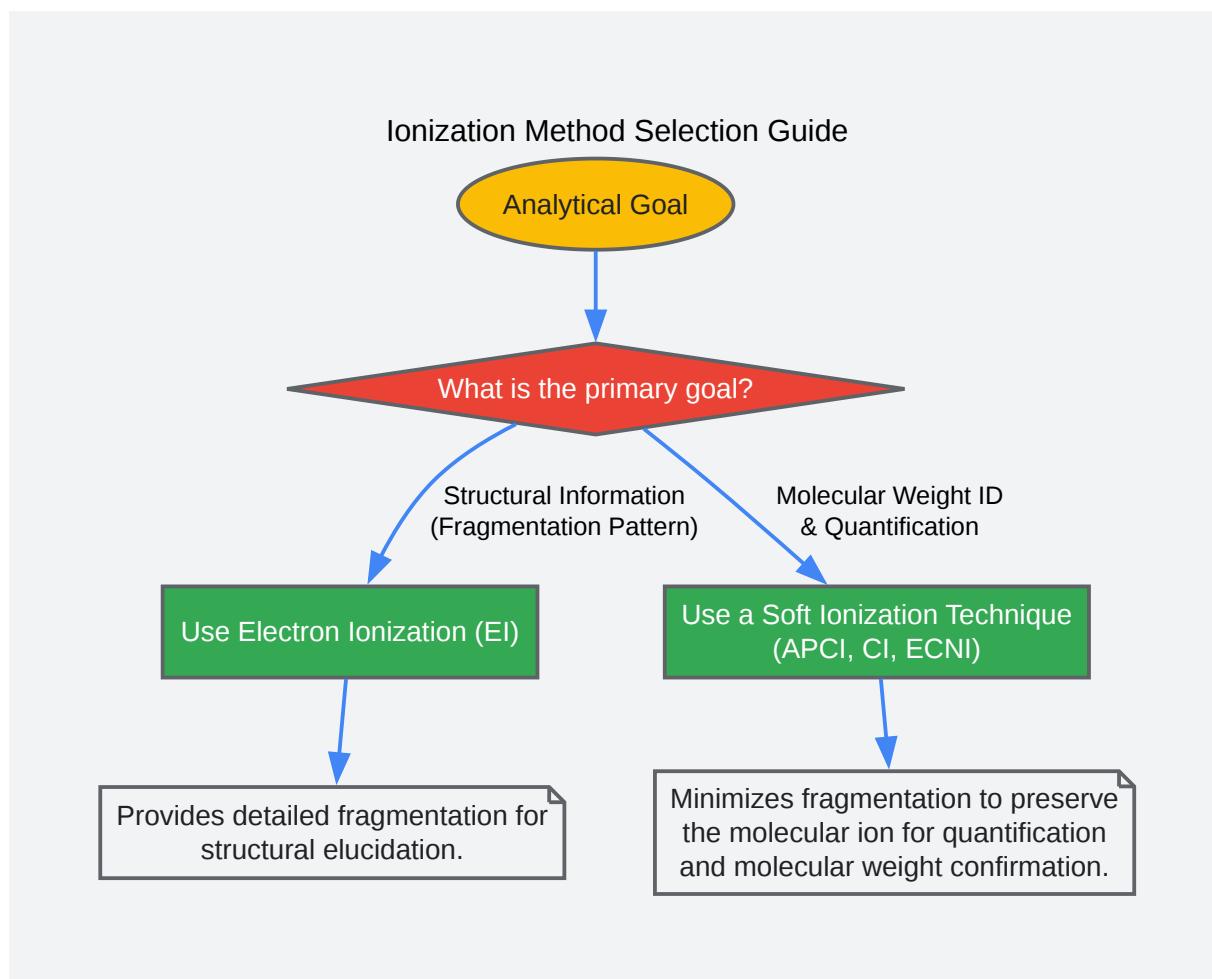 Ionization Method Selection Guide
Analytical Goal
What is the primary goal?
Structural Information
(Fragmentation Pattern)
Molecular Weight ID
& Quantification
Use Electron Ionization (EI)
Use a Soft Ionization Technique
(APCI, CI, ECNI)
Provides detailed fragmentation for
structural elucidation.
Minimizes fragmentation to preserve
the molecular ion for quantification
and molecular weight confirmation.